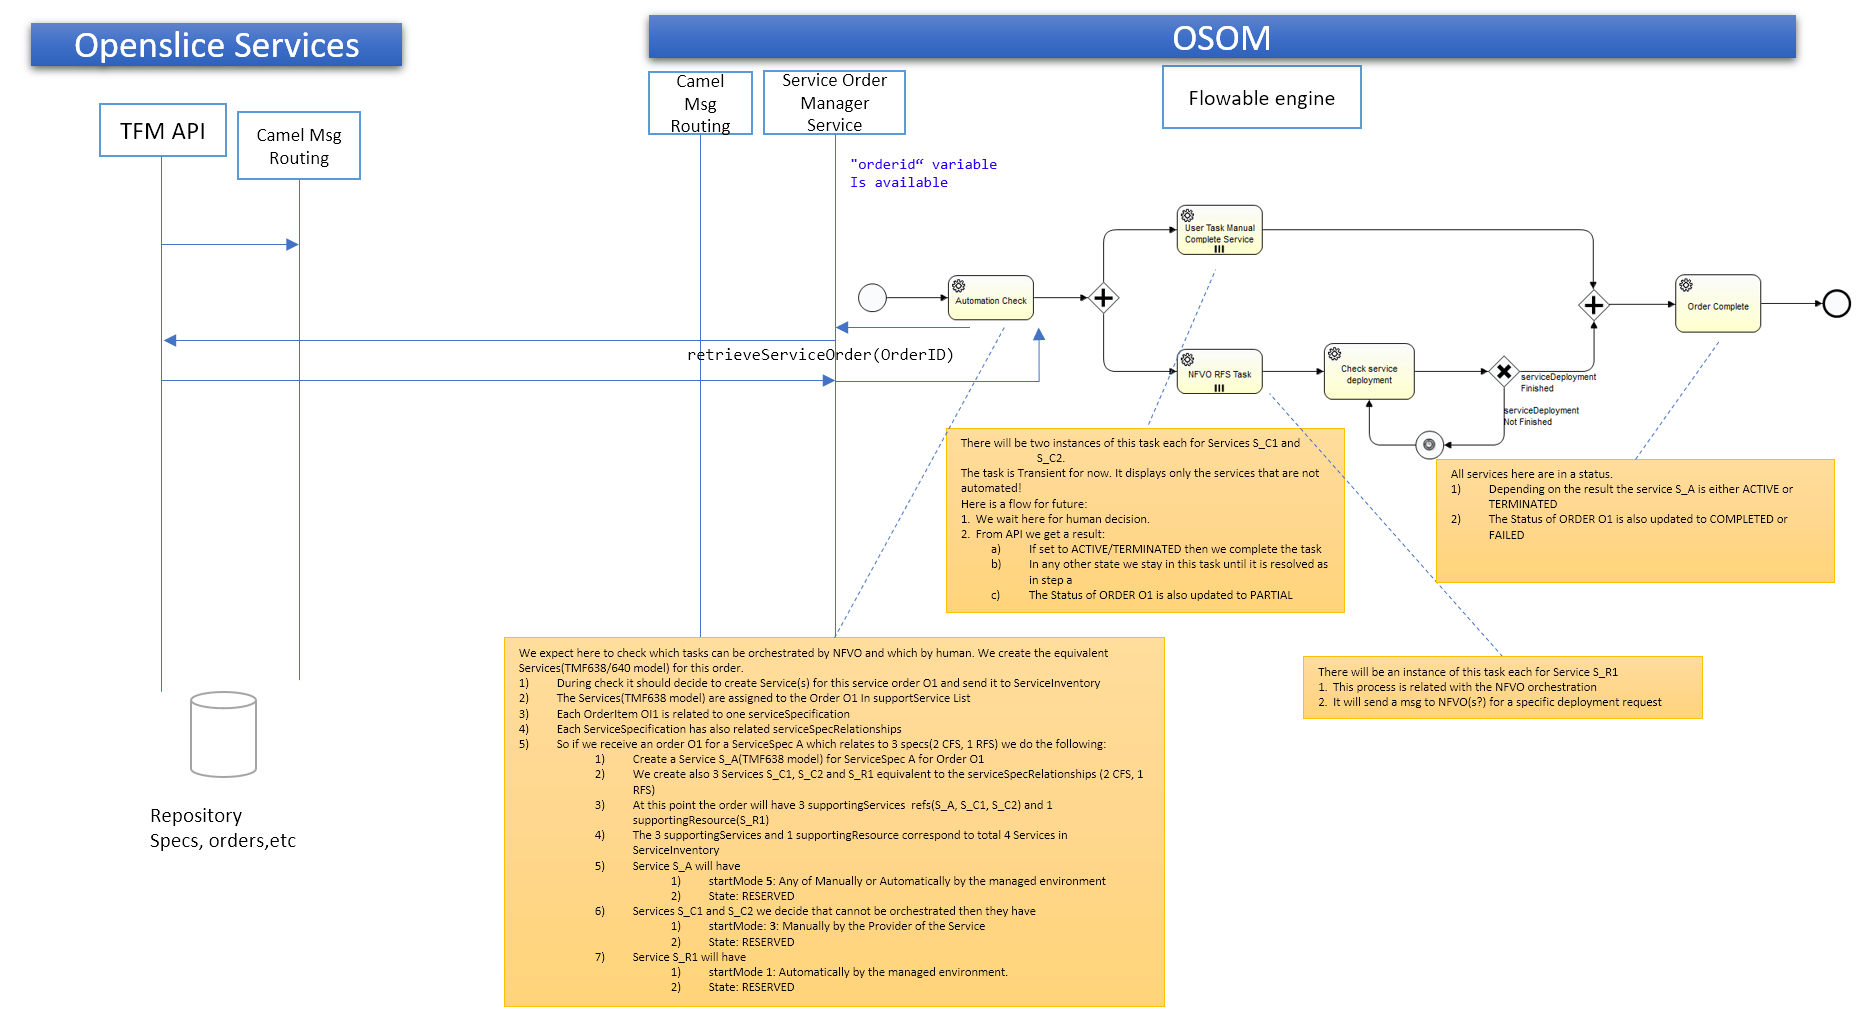 Openslice Services
OSOM
TFM API
Camel Msg
Routing
Camel
Msg
Routing
Service Order
Manager
Service
Flowable engine
"orderid“ variable
Is available
User Task Manual
Complete Service
Automation Check
Order Complete
retrieveServiceOrder(OrderID)
NFVO RFS Task
Check service
deployment
serviceDeployment
Finished
serviceDeployment
Not Finished
There will be two instances of this task each for Services S_C1 and
S_C2.
The task is Transient for now. It displays only the services that are not
automated!
Here is a flow for future:
1. We wait here for human decision.
2. From API we get a result:
a) If set to ACTIVE/TERMINATED then we complete the task
b) In any other state we stay in this task until it is resolved as
in step a
c) The Status of ORDER O1 is also updated to PARTIAL
All services here are in a status.
1) Depending on the result the service S_A is either ACTIVE or
TERMINATED
2) The Status of ORDER O1 is also updated to COMPLETED or
FAILED
We expect here to check which tasks can be orchestrated by NFVO and which by human. We create the equivalent
Services(TMF638/640 model) for this order.
1) During check it should decide to create Service(s) for this service order O1 and send it to ServiceInventory
2) The Services(TMF638 model) are assigned to the Order O1 In supportService List
3) Each OrderItem OI1 is related to one serviceSpecification
4) Each ServiceSpecification has also related serviceSpecRelationships
5) So if we receive an order O1 for a ServiceSpec A which relates to 3 specs(2 CFS, 1 RFS) we do the following:
1) Create a Service S_A(TMF638 model) for ServiceSpec A for Order O1
2) We create also 3 Services S_C1, S_C2 and S_R1 equivalent to the serviceSpecRelationships (2 CFS, 1
RFS)
3) At this point the order will have 3 supportingServices refs(S_A, S_C1, S_C2) and 1
supportingResource(S_R1)
4) The 3 supportingServices and 1 supportingResource correspond to total 4 Services in
ServiceInventory
5) Service S_A will have
1) startMode 5: Any of Manually or Automatically by the managed environment
2) State: RESERVED
6) Services S_C1 and S_C2 we decide that cannot be orchestrated then they have
1) startMode: 3: Manually by the Provider of the Service
2) State: RESERVED
7) Service S_R1 will have
1) startMode 1: Automatically by the managed environment.
2) State: RESERVED
There will be an instance of this task each for Service S_R1
1. This process is related with the NFVO orchestration
2. It will send a msg to NFVO(s?) for a specific deployment request
Repository
Specs, orders,etc